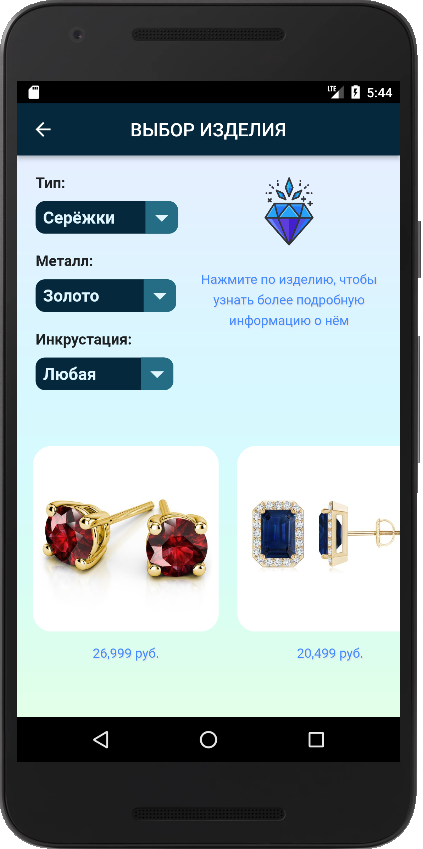 LTE 5:44
ВЫБОР ИЗДЕЛИЯ
Тип:
Серёжки
Металл:
Золото
Инкрустация:
Любая
Нажмите по изделию, чтобы
узнать более подробную
информацию о нём
26,999 руб.
20,499 руб.